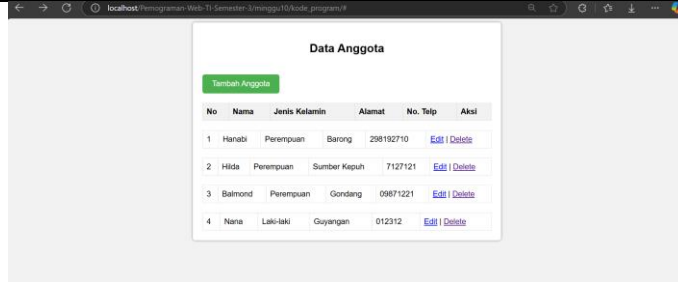 localhost/Pemograman-Web-TI-Semester-3/minggu10/kode_program/#
Data Anggota
Tambah Anggota
No Nama Jenis Kelamin Alamat No. Telp Aksi
1 Hanabi Perempuan Barong 298192710 Edit | Delete
2 Hilda Perempuan Sumber Kepuh 7127121 Edit | Delete
3 Balmond Perempuan Gondang 09871221 Edit | Delete
4 Nana Laki-laki Guyangan 012312 Edit | Delete